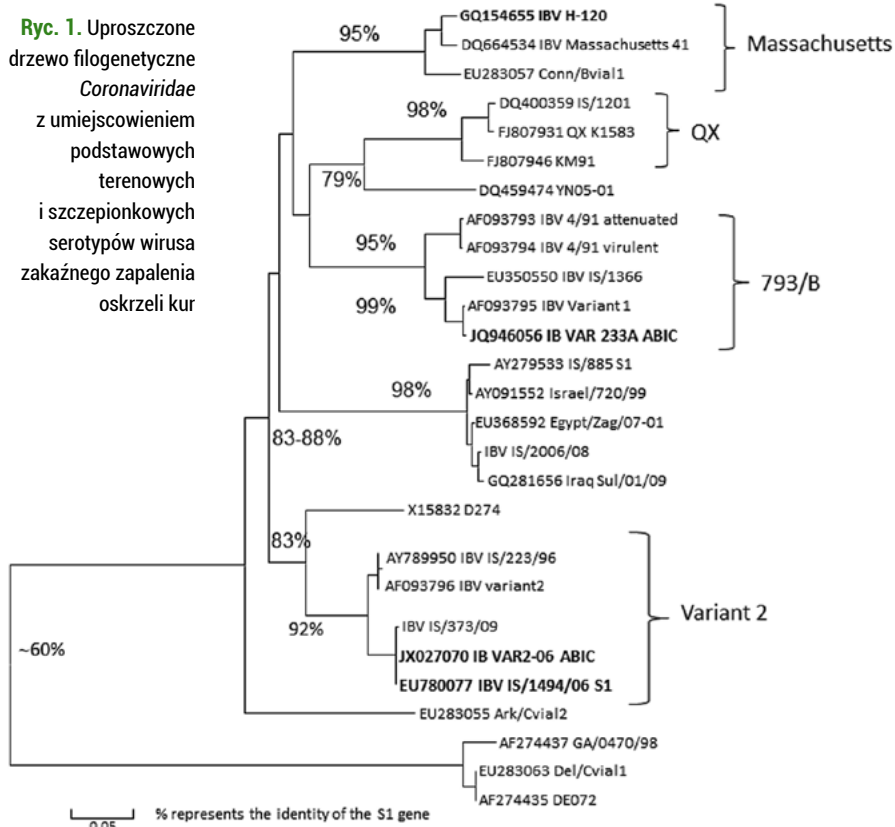 Ryc. 1. Uproszczone
drzewo filogenetyczne
Coronaviridae
z umiejscowieniem
podstawowych
terenowych
i szczepionkowych
serotypów wirusa
zakaźnego zapalenia
oskrzeli kur
95%
GQ154655 IBV H-120
DQ664534 IBV Massachusetts 41
EU283057 Conn/Bvial1
Massachusetts
98%
DQ400359 IS/1201
FJ807931 QX K1583
FJ807946 KM91
QX
79%
DQ459474 YN05-01
95%
AF093793 IBV 4/91 attenuated
AF093794 IBV 4/91 virulent
EU350550 IBV IS/1366
99%
AF093795 IBV Variant 1
JQ946056 IB VAR 233A ABIC
793/B
98%
AY279533 IS/885 S1
AY091552 Israel/720/99
EU368592 Egypt/Zag/07-01
IBV IS/2006/08
GQ281656 Iraq Sul/01/09
83-88%
X15832 D274
83%
AY789950 IBV IS/223/96
AF093796 IBV variant2
92%
IBV IS/373/09
JX027070 IB VAR2-06 ABIC
EU780077 IBV IS/1494/06 S1
Variant 2
~60%
EU283055 Ark/Cvial2
AF274437 GA/0470/98
EU283063 Del/Cvial1
AF274435 DE072
0.05
% represents the identity of the S1 gene